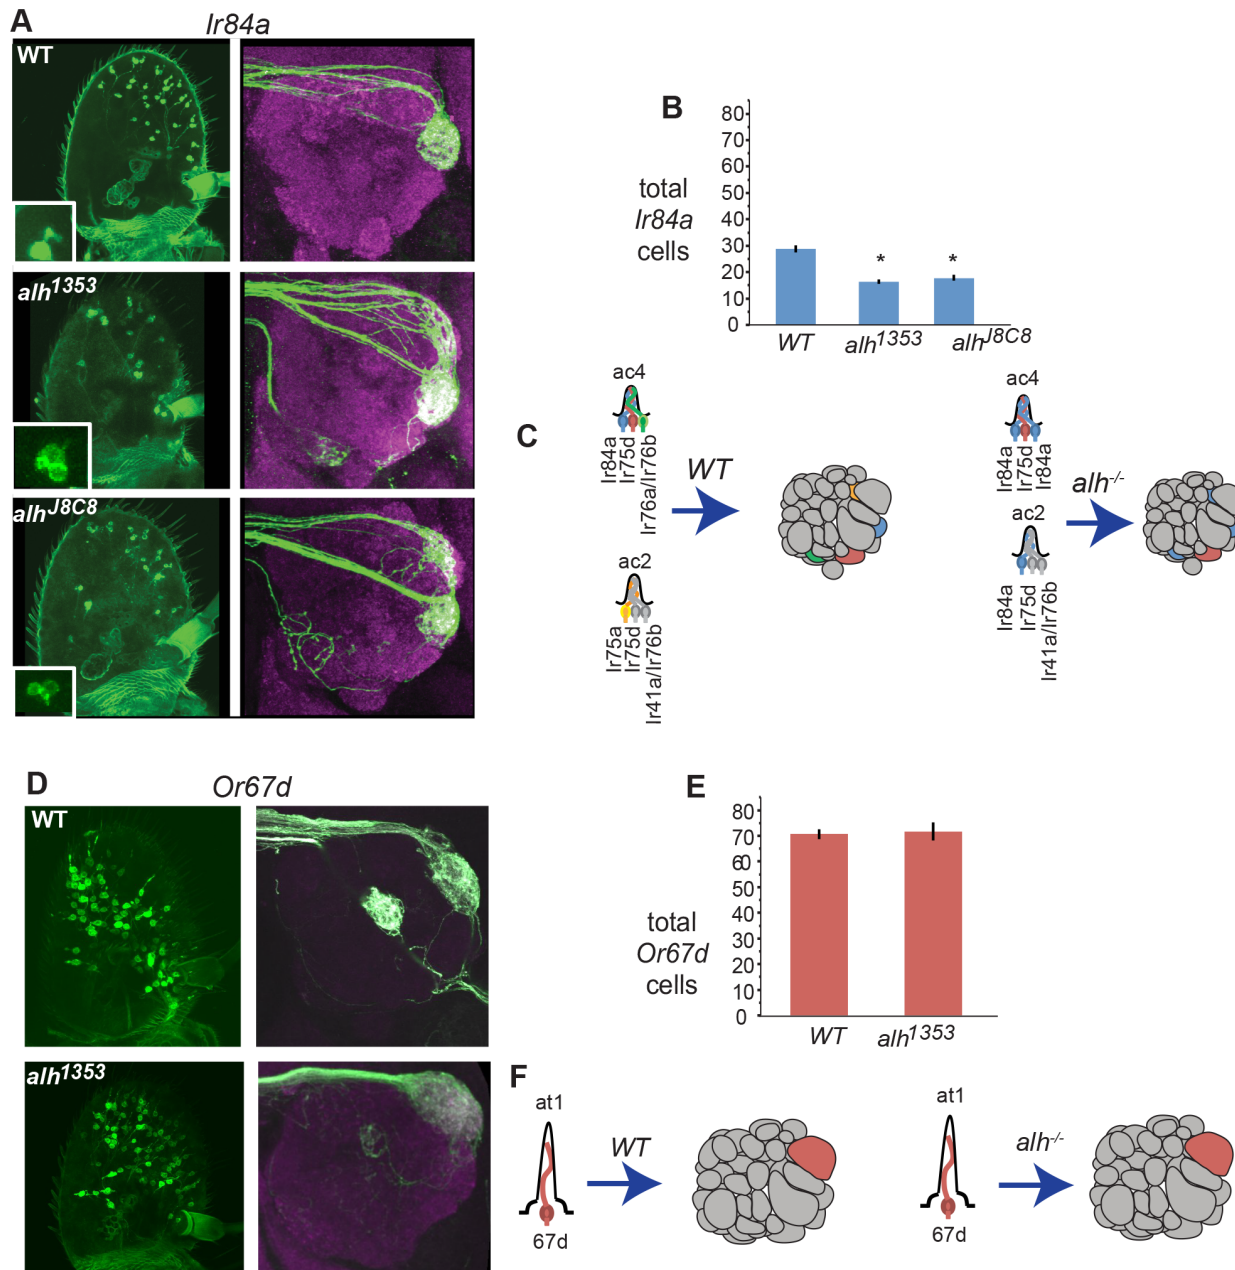 A
Ir84a
WT
alh1353
alhJ8C8
B
total
Ir84a
cells
80
70
60
50
40
30
20
10
0
*
*
WT
alh1353
alhJ8C8
C
ac4
Ir84a
Ir75d
Ir76a/Ir76b
WT
ac2
Ir75a
Ir75d
Ir41a/Ir76b
ac4
Ir84a
Ir75d
Ir84a
alh-/-
ac2
Ir84a
Ir75d
Ir41a/Ir76b
D
Or67d
WT
alh1353
E
total
Or67d
cells
80
70
60
50
40
30
20
10
0
WT
alh1353
F
at1
67d
WT
at1
67d
alh-/-